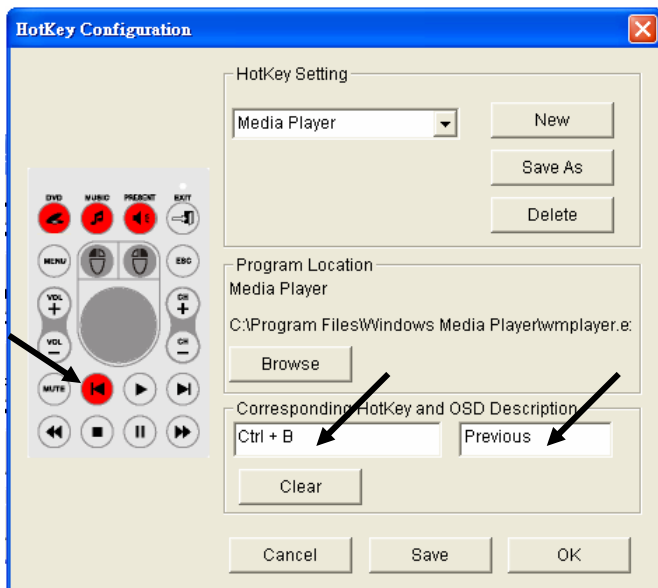 HotKey Configuration
HotKey Setting
Media Player
New
Save As
Delete
DVD MUSIC PRESENT EXIT
MENU ESC
VOL + CH +
VOL - CH -
MUTE
Program Location
Media Player
C:\Program Files\Windows Media Player\wmplayer.e:
Browse
Corresponding HotKey and OSD Description
Ctrl + B Previous
Clear
Cancel Save OK